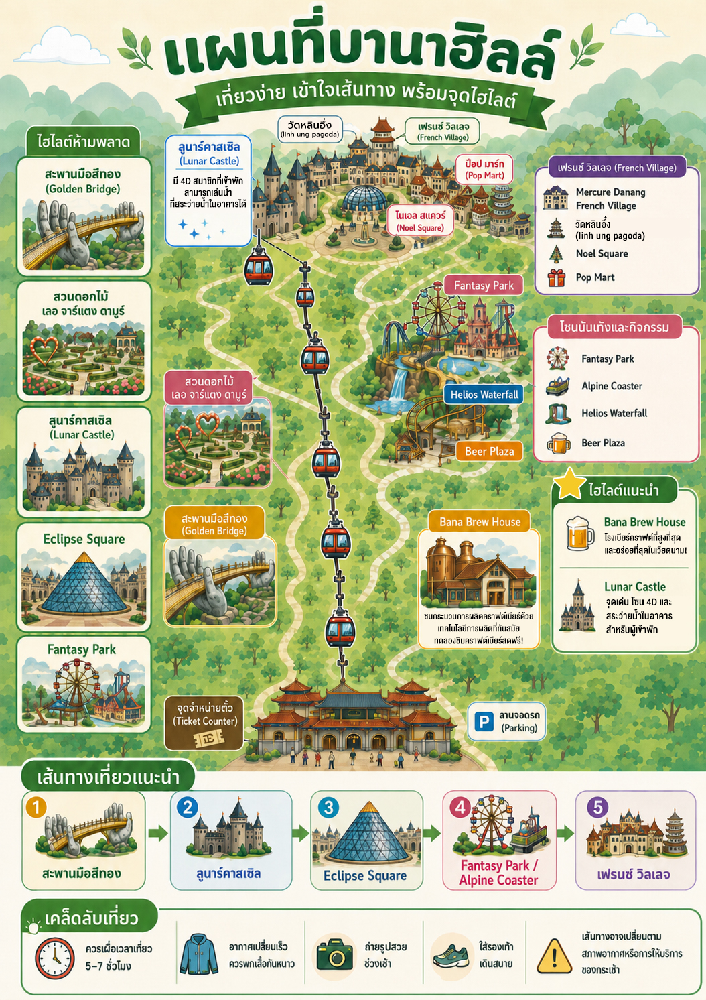 แผนที่บานาฮิลล์
เที่ยวง่าย เข้าใจเส้นทาง พร้อมจุดไฮไลต์
ไฮไลต์ห้ามพลาด
สะพานมือสีทอง
(Golden Bridge)
สวนดอกไม้
เลอ จาร์แตง ดามูร์
สูนาร์คาสเซิล
(Lunar Castle)
Eclipse Square
Fantasy Park
ลูนาร์คาสเซิล
(Lunar Castle)
มี 4D สมาชิกที่เข้าพัก
สามารถเล่นน้ำ
ที่สระว่ายน้ำในอาคารได้
วัดหลินอึ๋ง
(linh ung pagoda)
เฟรนช์ วิลเลจ
(French Village)
ป๊อป มาร์ท
(Pop Mart)
โนเอล สแควร์
(Noel Square)
Fantasy Park
Helios Waterfall
Beer Plaza
สวนดอกไม้
เลอ จาร์แตง ดามูร์
สะพานมือสีทอง
(Golden Bridge)
Bana Brew House
ชมกระบวนการผลิตคราฟต์เบียร์ด้วย
เทคโนโลยีการผลิตที่ทันสมัย
ทดลองชิมคราฟต์เบียร์สดฟรี!
จุดจำหน่ายตั๋ว
(Ticket Counter)
P
ลานจอดรถ
(Parking)
เฟรนช์ วิลเลจ (French Village)
Mercure Danang
French Village
วัดหลินอึ๋ง
(linh ung pagoda)
Noel Square
Pop Mart
โซนบันเทิงและกิจกรรม
Fantasy Park
Alpine Coaster
Helios Waterfall
Beer Plaza
ไฮไลต์แนะนำ
Bana Brew House
โรงเบียร์คราฟต์ที่สูงที่สุด
และอร่อยที่สุดในเวียดนาม!
Lunar Castle
จุดเด่น โซน 4D และ
สระว่ายน้ำในอาคาร
สำหรับผู้เข้าพัก
เส้นทางเที่ยวแนะนำ
1
สะพานมือสีทอง
2
ลูนาร์คาสเซิล
3
Eclipse Square
4
Fantasy Park /
Alpine Coaster
5
เฟรนซ์ วิลเลจ
เคล็ดลับเที่ยว
ควรเผื่อเวลาเที่ยว
5–7 ชั่วโมง
อากาศเปลี่ยนเร็ว
ควรพกเสื้อกันหนาว
ถ่ายรูปสวย
ช่วงเช้า
ใส่รองเท้า
เดินสบาย
เส้นทางอาจเปลี่ยนตาม
สภาพอากาศหรือการให้บริการ
ของกระเช้า